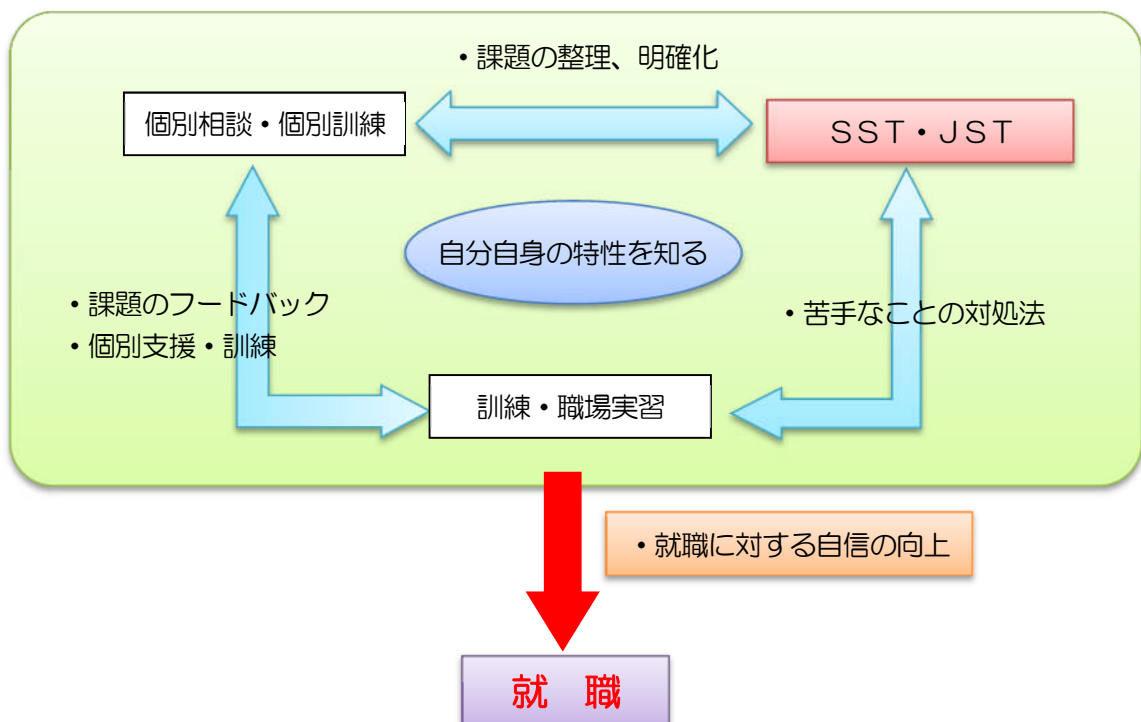 ・課題の整理、明確化
個別相談・個別訓練
ＳＳＴ・ＪＳＴ
自分自身の特性を知る
・課題のフードバック
・個別支援・訓練
・苦手なことの対処法
訓練・職場実習
・就職に対する自信の向上
就　職